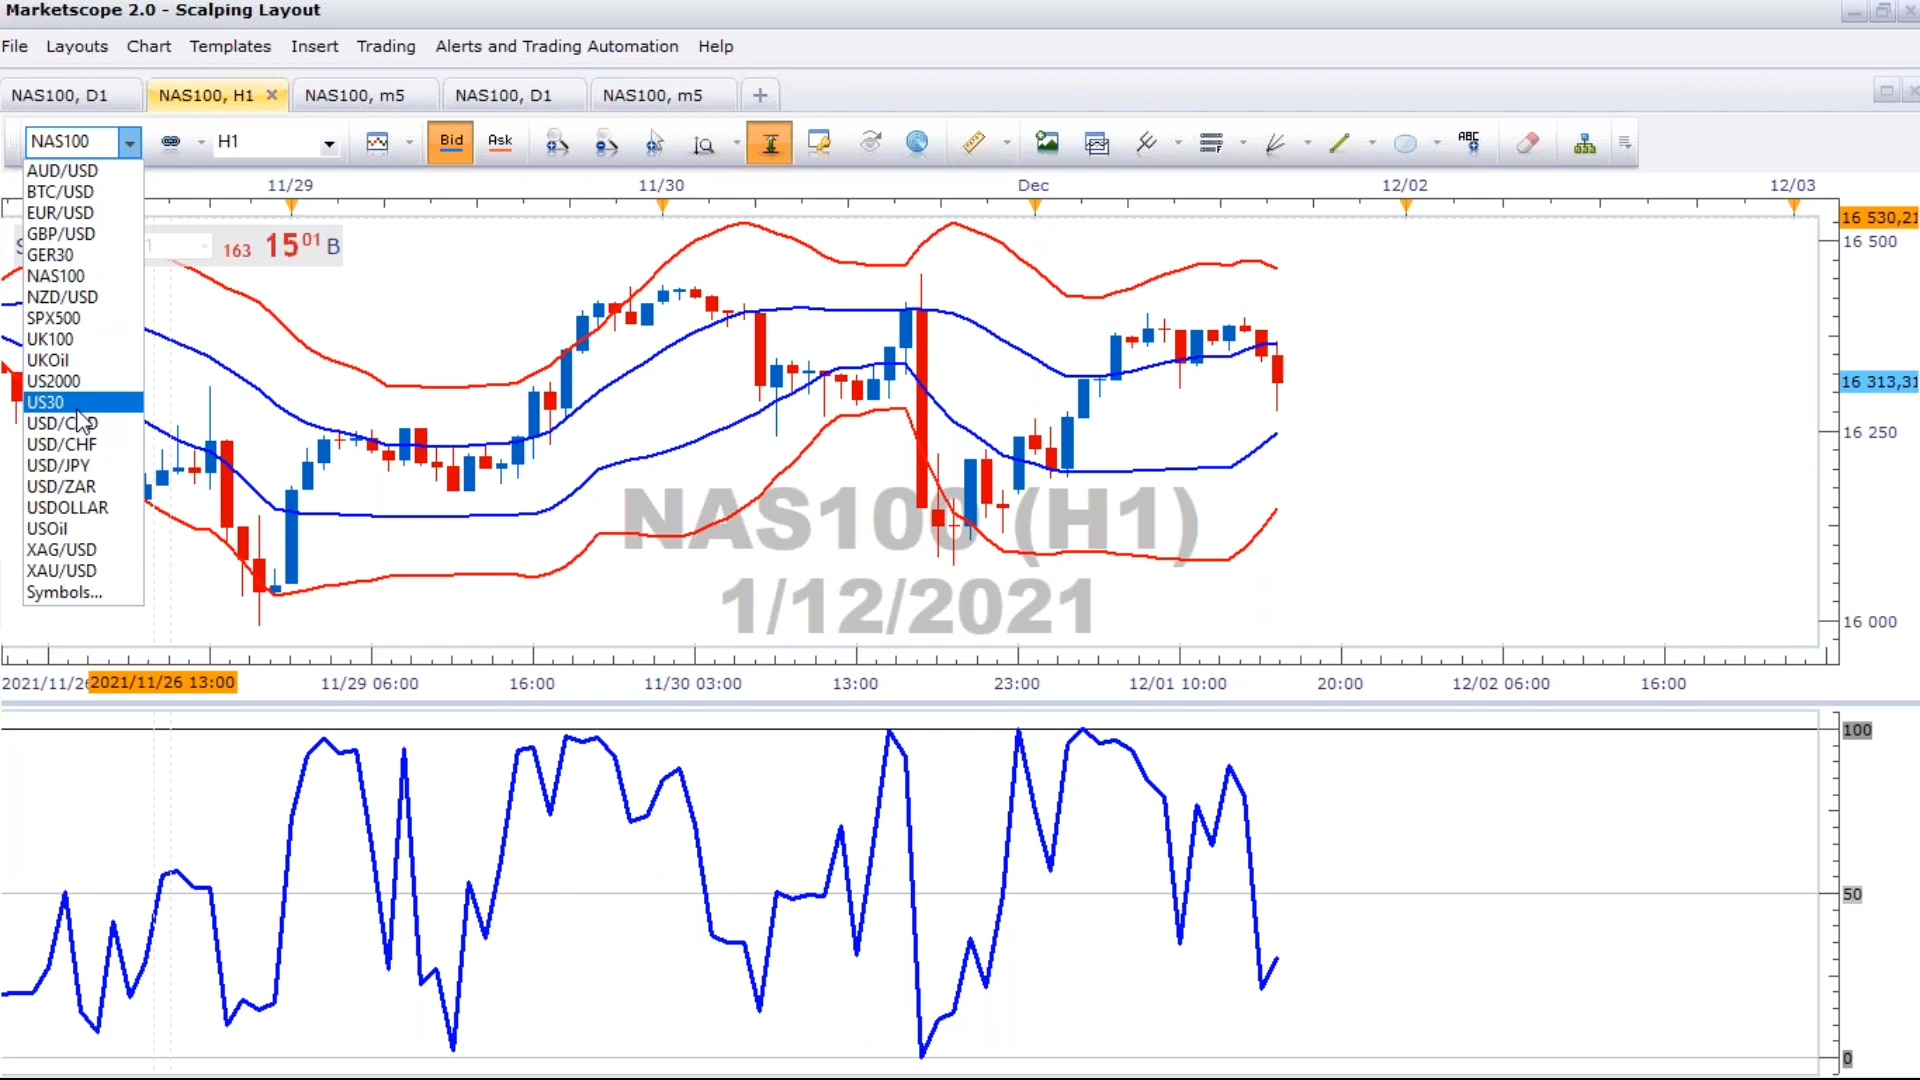 Marketscope 2.0 - Scalping Layout
File Layouts Chart Templates Insert Trading Alerts and Trading Automation Help
NAS100, D1 NAS100, H1 NAS100, m5 NAS100, D1 NAS100, m5
NAS100 H1 Bid Ask ABC
AUD/USD
BTC/USD
EUR/USD
GBP/USD
GER30
NAS100
NZD/USD
SPX500
UK100
UKOil
US2000
US30
USD/CHF
USD/JPY
USD/ZAR
USDOLLAR
USOil
XAG/USD
XAU/USD
Symbols...
11/29 11/30 Dec 12/02 12/03
163 15 01 B
16 530,21
16 500
16 313,31
16 250
16 000
NAS100 (H1)
1/12/2021
2021/11/26 13:00 11/29 06:00 16:00 11/30 03:00 13:00 23:00 12/01 10:00 20:00 12/02 06:00 16:00
100
50
0